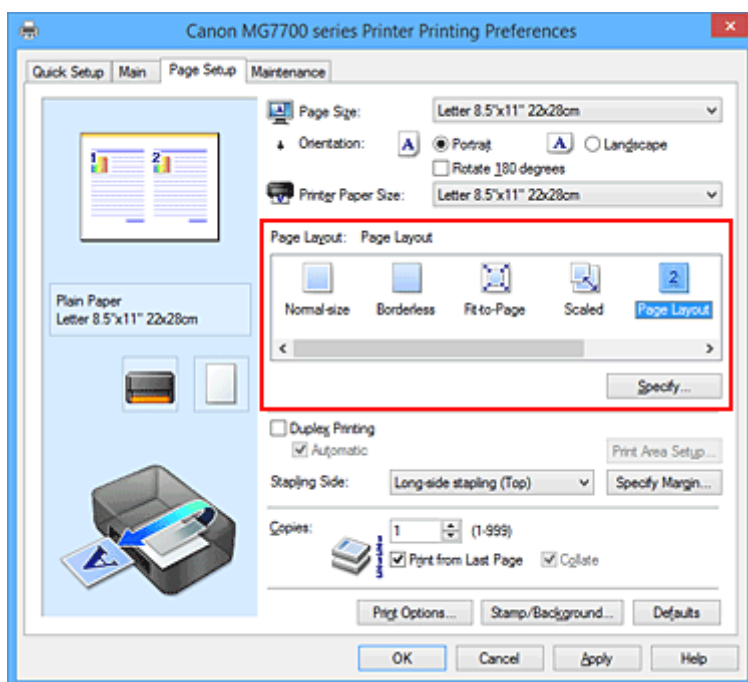 Canon MG7700 series Printer Printing Preferences
Quick Setup Main Page Setup Maintenance
1 2
Plain Paper
Letter 8.5"x11" 22x28cm
Page Size: Letter 8.5"x11" 22x28cm
Orientation: A Portrait A Landscape
Rotate 180 degrees
Printer Paper Size: Letter 8.5"x11" 22x28cm
Page Layout: Page Layout
2
Normal-size Borderless Fit-to-Page Scaled Page Layout
Specify...
Duplex Printing
Automatic
Print Area Setup...
Stapling Side: Long-side stapling (Top) Specify Margin...
Copies: 1 (1-999)
Print from Last Page Collate
Print Options... Stamp/Background... Defaults
OK Cancel Apply Help